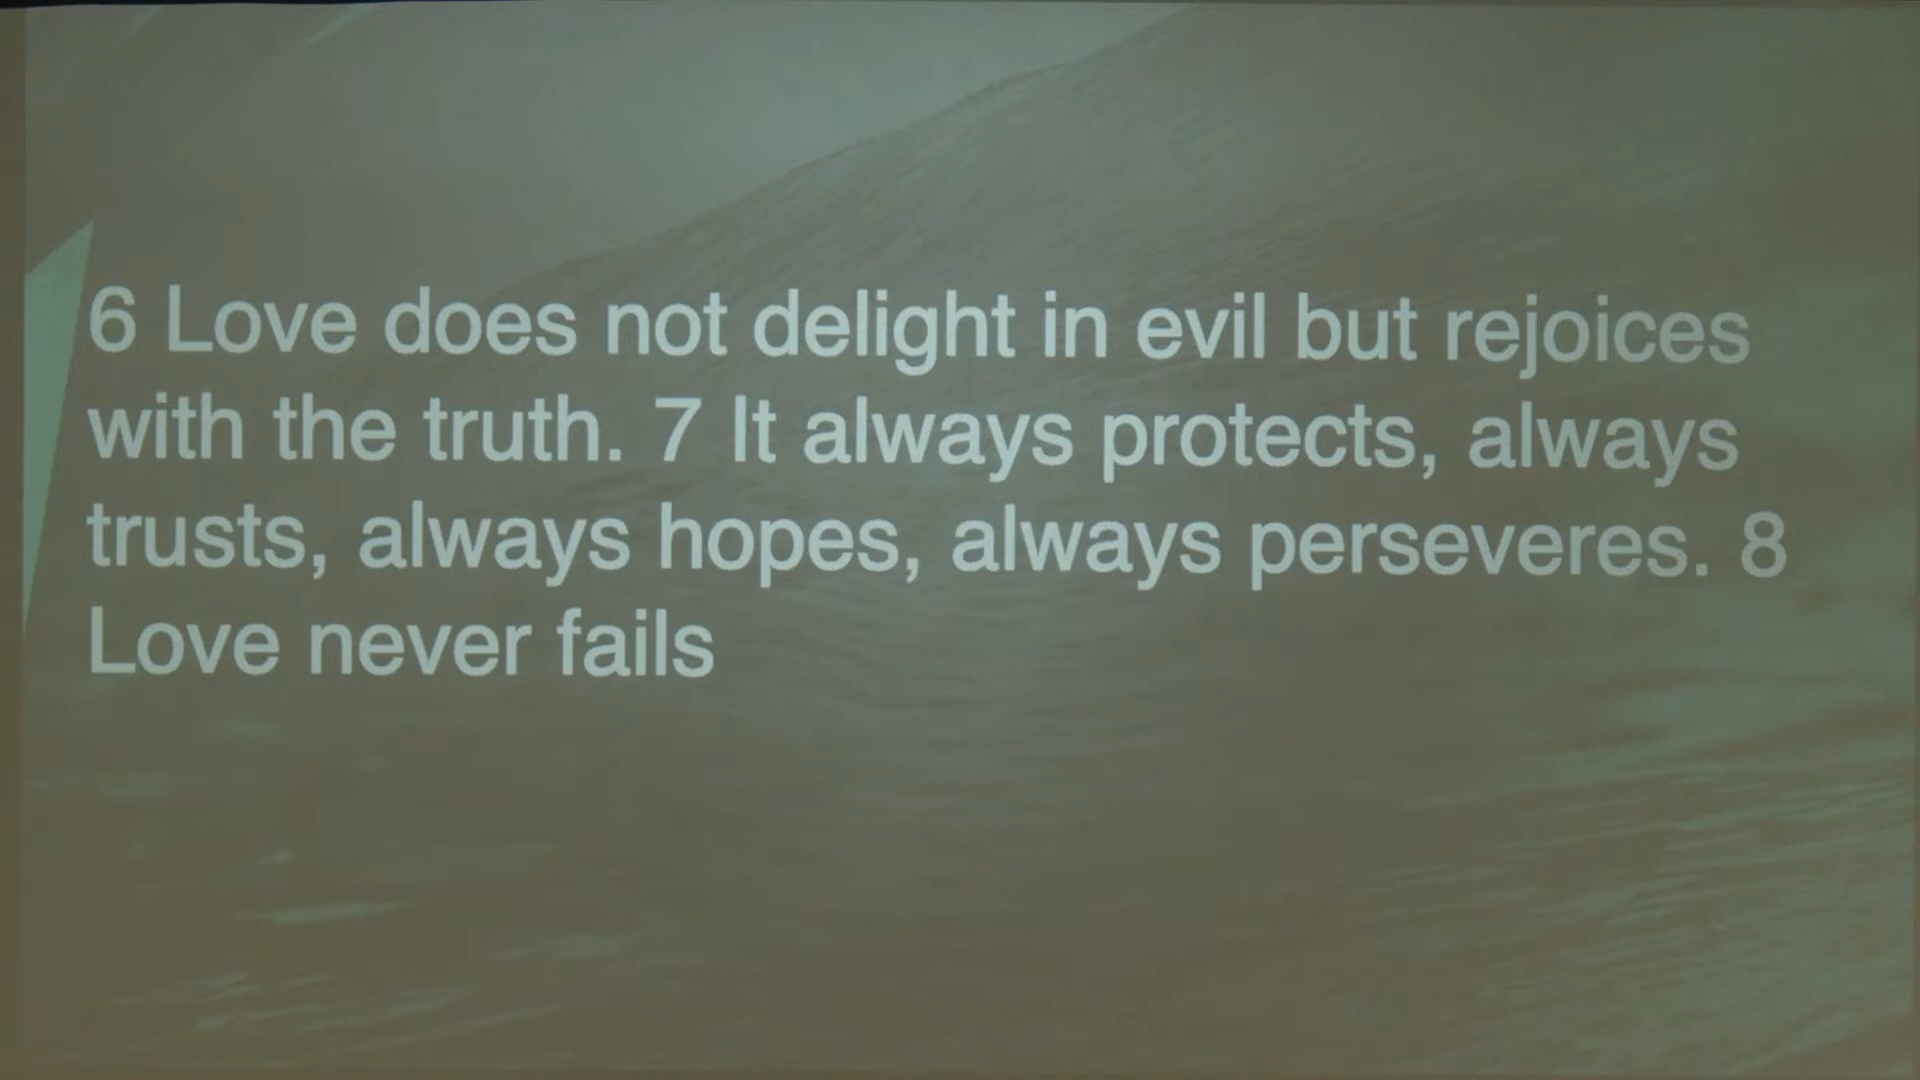 6 Love does not delight in evil but rejoices
with the truth. 7 It always protects, always
trusts, always hopes, always perseveres. 8
Love never fails